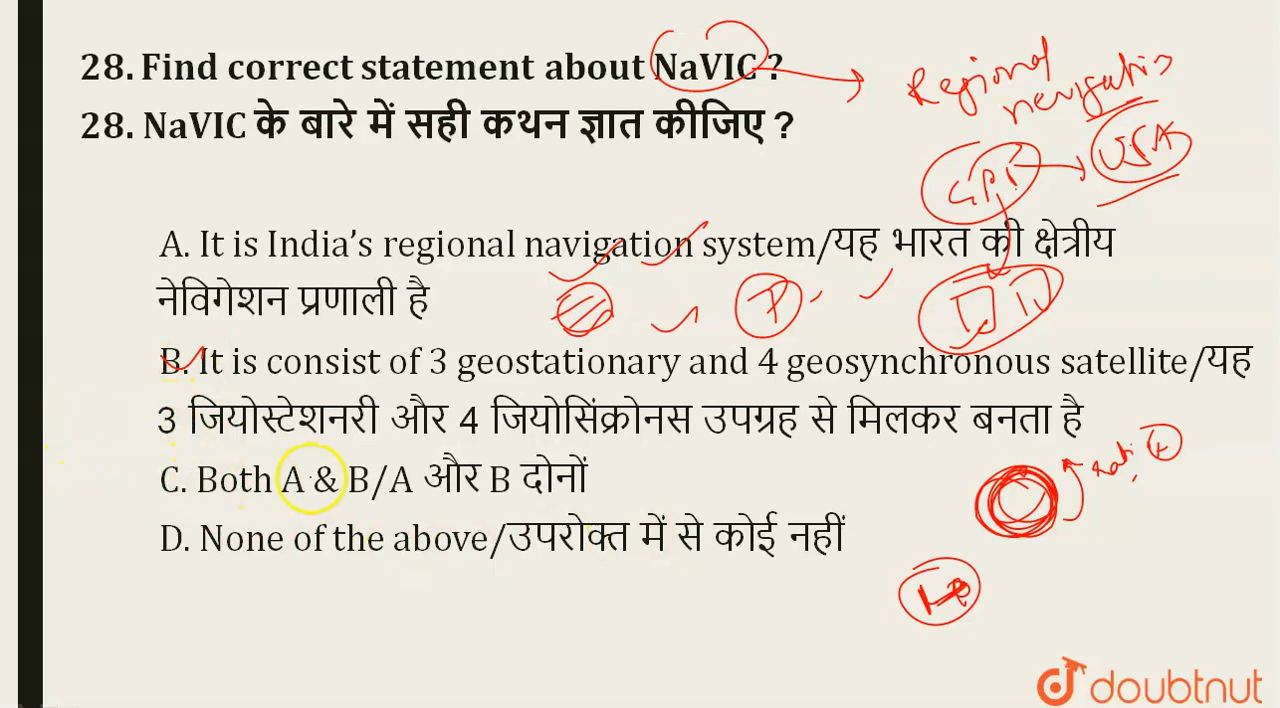 28. Find correct statement about NaVIC ?
28. NaVIC के बारे में सही कथन ज्ञात कीजिए ?
Regional
USA
A. It is India's regional navigation system/यह भारत की क्षेत्रीय
नेविगेशन प्रणाली है
B. It is consist of 3 geostationary and 4 geosynchronous satellite/यह
3 जियोस्टेशनरी और 4 जियोसिंक्रोनस उपग्रह से मिलकर बनता है
C. Both A & B/A और B दोनों
D. None of the above/उपरोक्त में से कोई नहीं
doubtnut